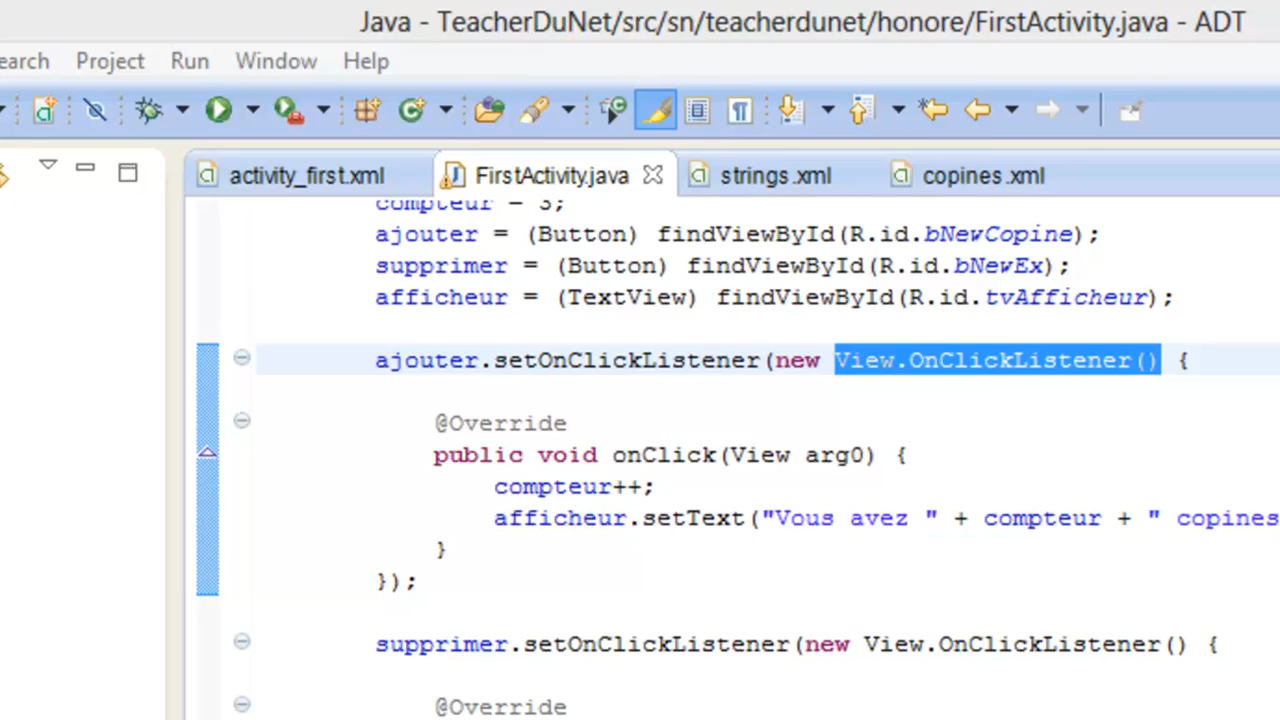 Java - TeacherDuNet/src/sn/teacherdunet/honore/FirstActivity.java - ADT
earch Project Run Window Help
activity_first.xml FirstActivity.java strings.xml copines.xml
compteur = 3;
ajouter = (Button) findViewById(R.id.bNewCopine);
supprimer = (Button) findViewById(R.id.bNewEx);
afficheur = (TextView) findViewById(R.id.tvAfficheur);
ajouter.setOnClickListener(new View.OnClickListener() {
@Override
public void onClick(View arg0) {
compteur++;
afficheur.setText("Vous avez " + compteur + " copines
}
});
supprimer.setOnClickListener(new View.OnClickListener() {
@Override